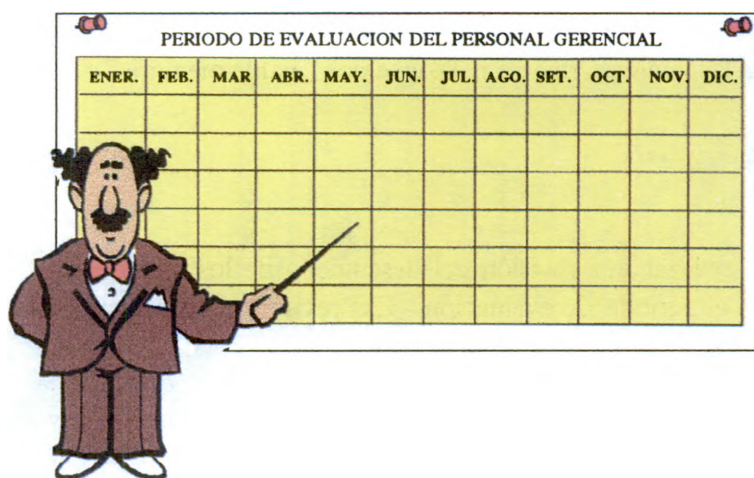 PERIODO DE EVALUACION DEL PERSONAL GERENCIAL
ENER. FEB. MAR ABR. MAY. JUN. JUL. AGO. SET. OCT. NOV. DIC.